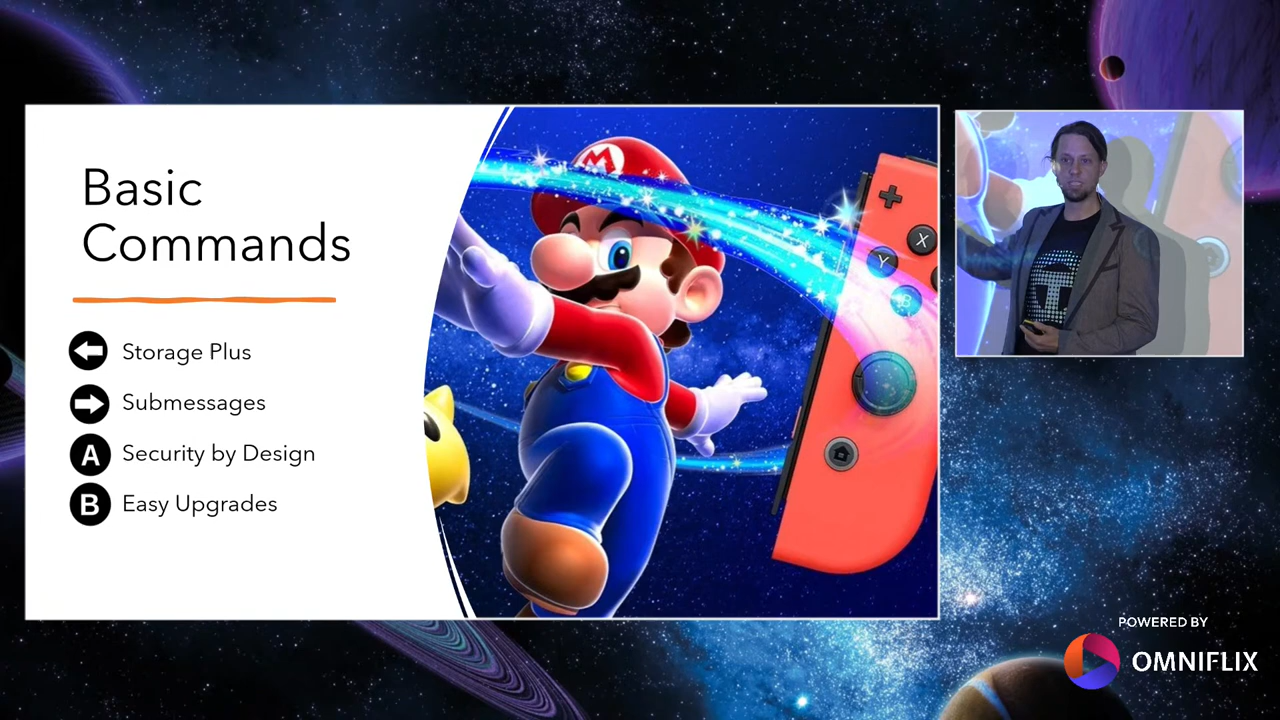 Basic
Commands
Storage Plus
Submessages
A Security by Design
B Easy Upgrades
M
X
Y
B
POWERED BY
OMNIFLIX